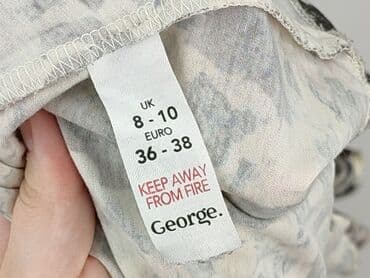 UK
8 - 10
EURO
36 - 38
KEEP AWAY
FROM FIRE
George.